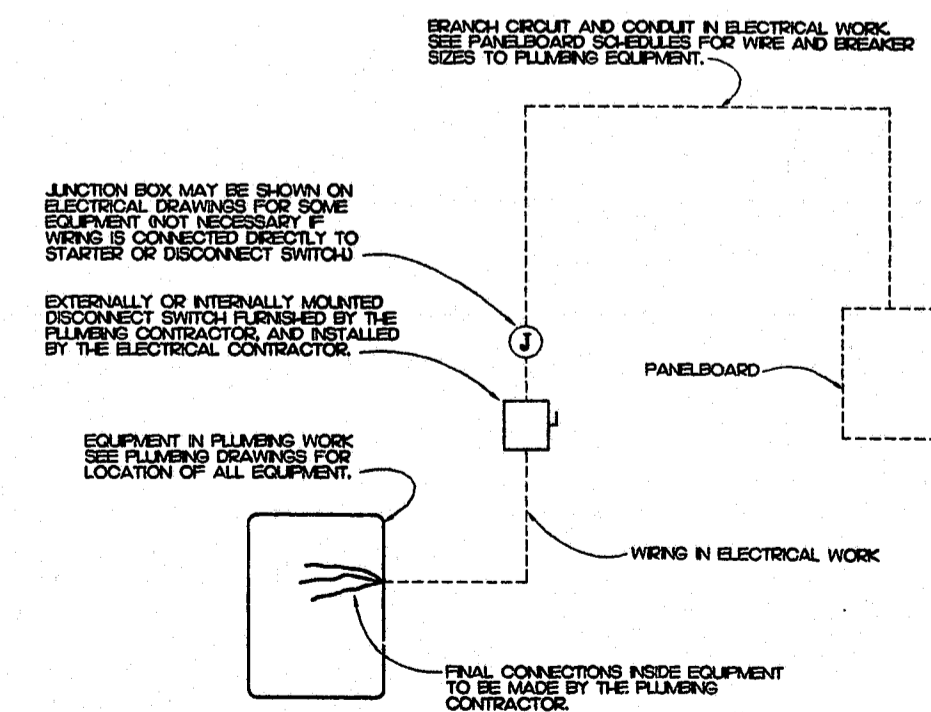 BRANCH CIRCUIT AND CONDUIT IN ELECTRICAL WORK.
SEE PANELBOARD SCHEDULES FOR WIRE AND BREAKER
SIZES TO PLUMBING EQUIPMENT.
JUNCTION BOX MAY BE SHOWN ON
ELECTRICAL DRAWINGS FOR SOME
EQUIPMENT (NOT NECESSARY IF
WIRING IS CONNECTED DIRECTLY TO
STARTER OR DISCONNECT SWITCH.)
EXTERNALLY OR INTERNALLY MOUNTED
DISCONNECT SWITCH FURNISHED BY THE
PLUMBING CONTRACTOR, AND INSTALLED
BY THE ELECTRICAL CONTRACTOR.
J
PANELBOARD
EQUIPMENT IN PLUMBING WORK
SEE PLUMBING DRAWINGS FOR
LOCATION OF ALL EQUIPMENT.
WIRING IN ELECTRICAL WORK
FINAL CONNECTIONS INSIDE EQUIPMENT
TO BE MADE BY THE PLUMBING
CONTRACTOR.